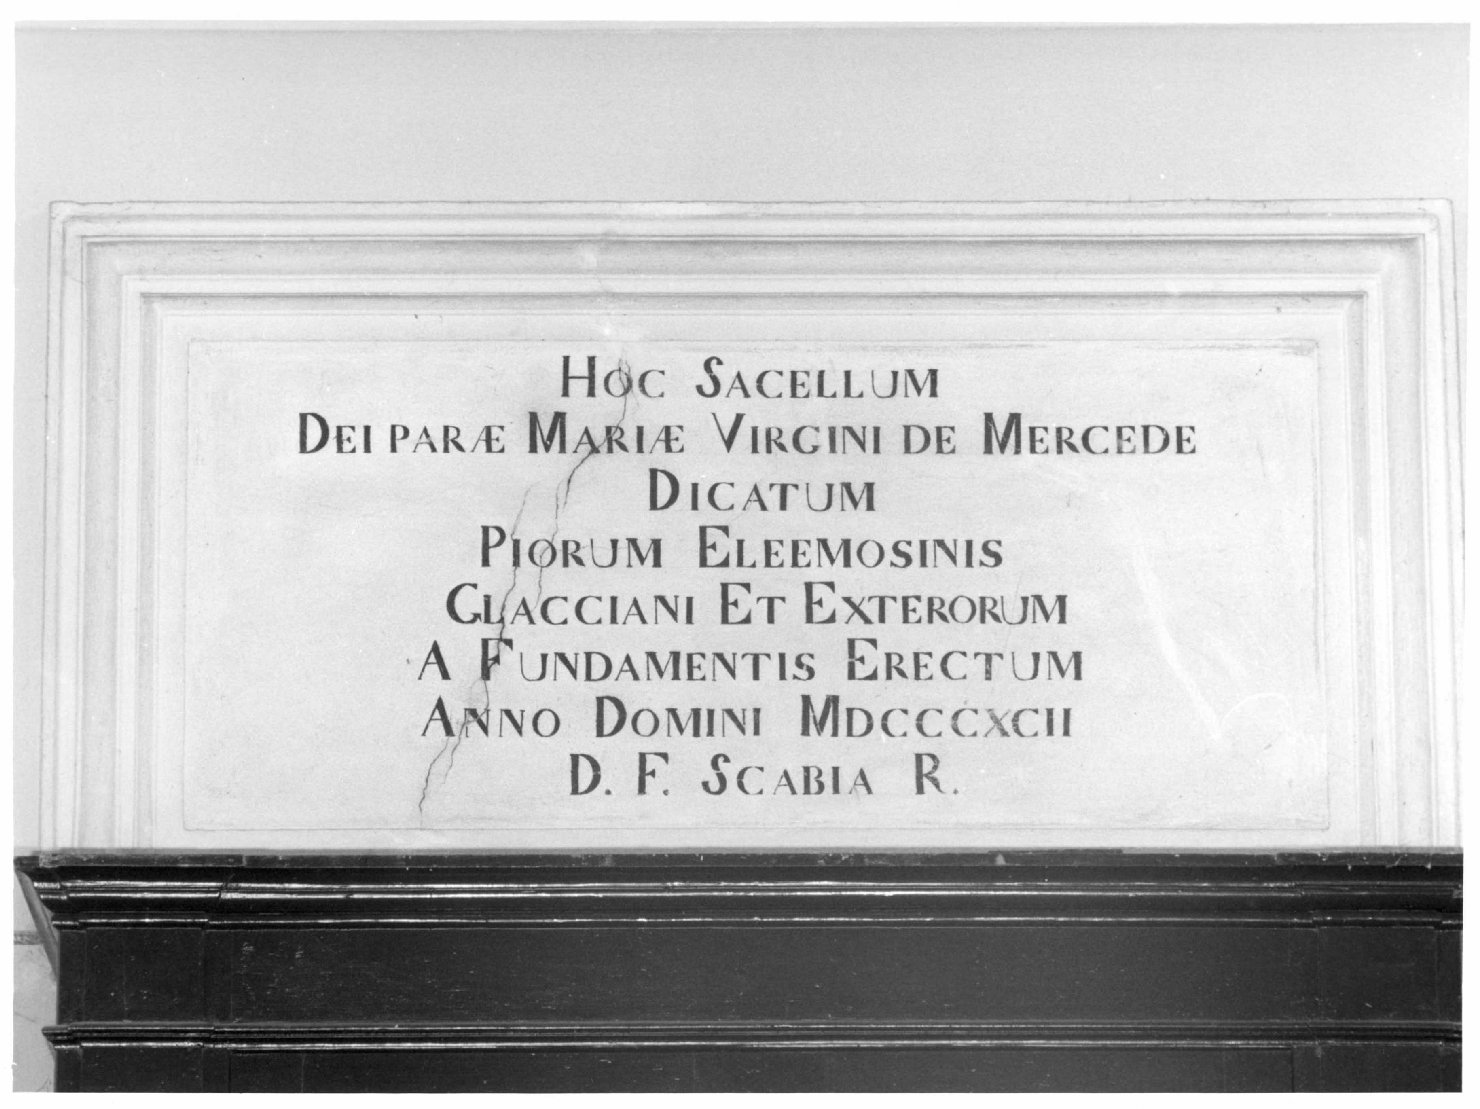 HOC SACELLUM
DEI PARÆ MARIÆ VIRGINI DE MERCEDE
DICATUM
PIORUM ELEEMOSINIS
GLACCIANI ET EXTERORUM
A FUNDAMENTIS ERECTUM
ANNO DOMINI MDCCCXCII
D. F. SCABIA R.